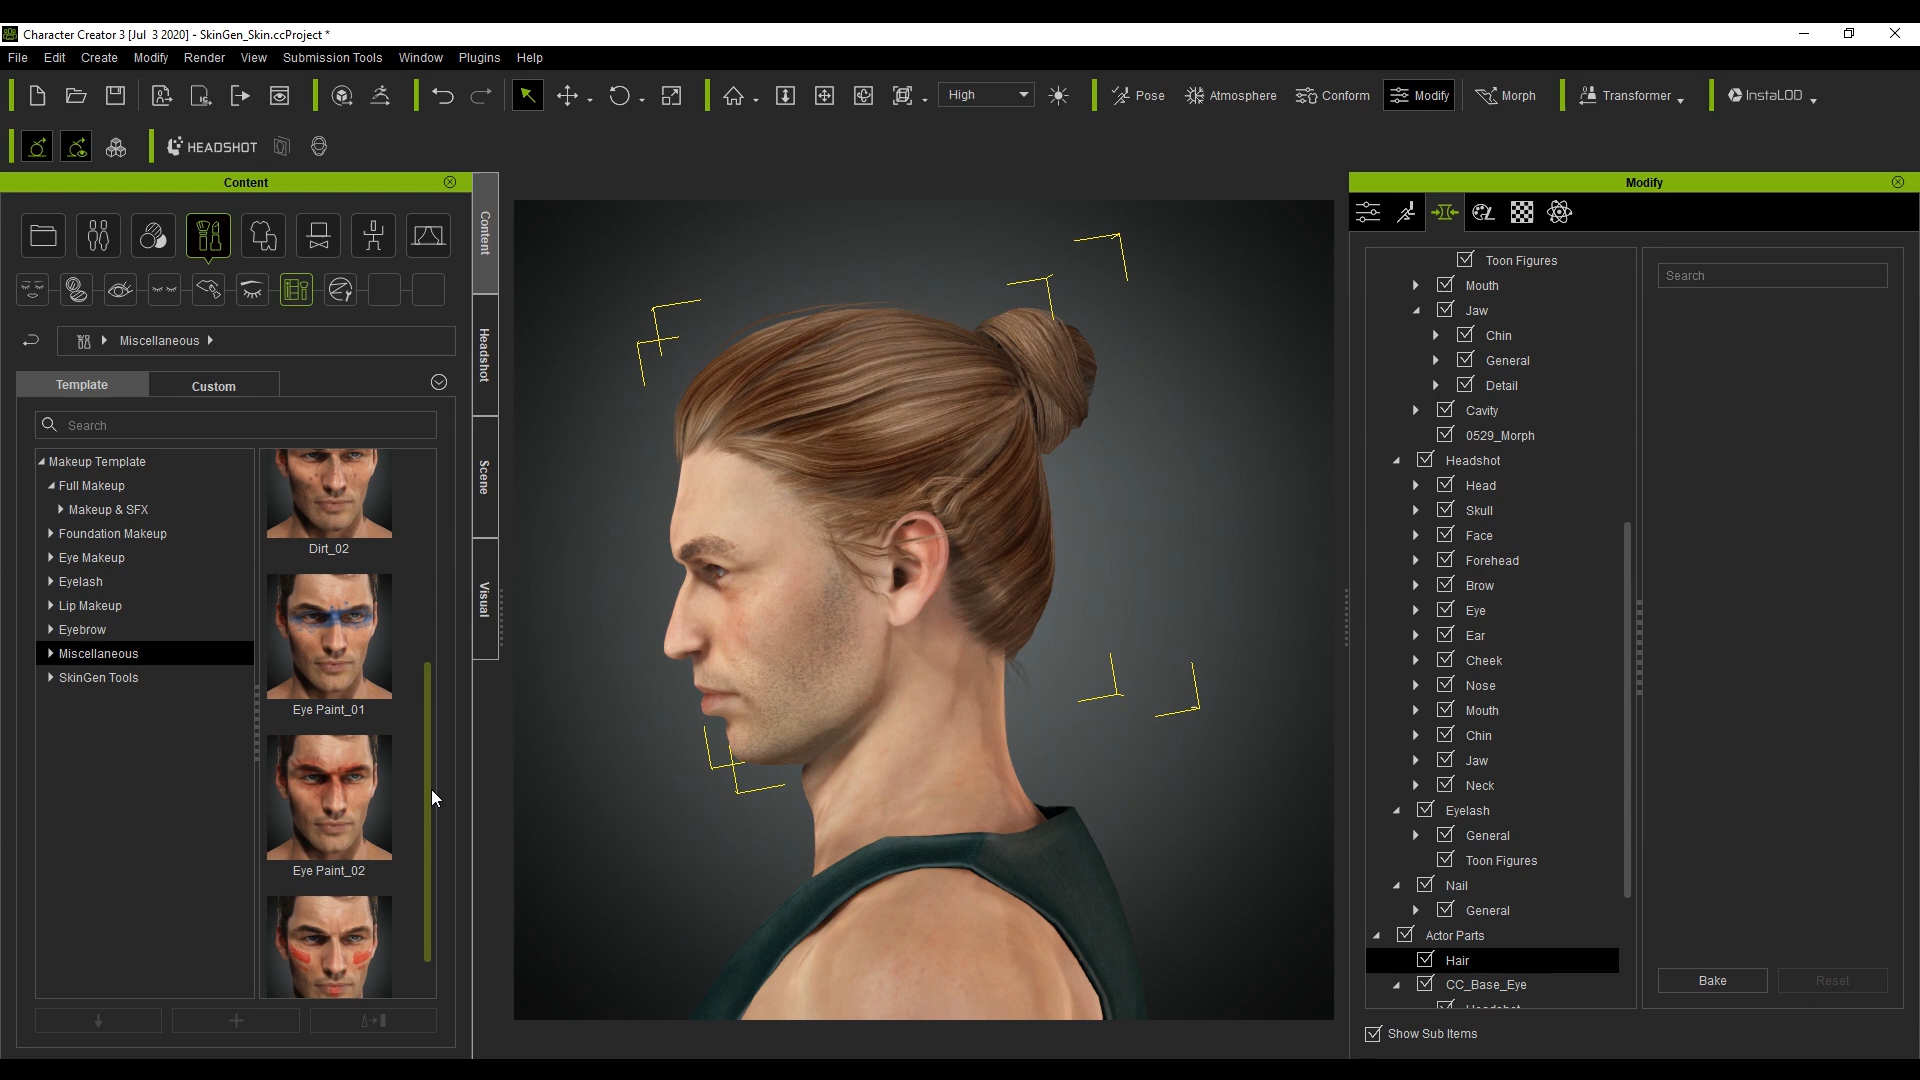 Character Creator 3 [Jul  3 2020] - SkinGen_Skin.ccProject *
File Edit Create Modify Render View Submission Tools Window Plugins Help
High Pose Atmosphere Conform Modify Morph Transformer InstaLOD
HEADSHOT
Content
Content
Headshot
Scene
Visual
Miscellaneous
Template Custom
Search
Makeup Template
Full Makeup
Makeup & SFX
Foundation Makeup
Eye Makeup
Eyelash
Lip Makeup
Eyebrow
Miscellaneous
SkinGen Tools
Dirt_02
Eye Paint_01
Eye Paint_02
Modify
Toon Figures
Mouth
Jaw
Chin
General
Detail
Cavity
0529_Morph
Headshot
Head
Skull
Face
Forehead
Brow
Eye
Ear
Cheek
Nose
Mouth
Chin
Jaw
Neck
Eyelash
General
Toon Figures
Nail
General
Actor Parts
Hair
CC_Base_Eye
Headshot
Show Sub Items
Search
Bake Reset